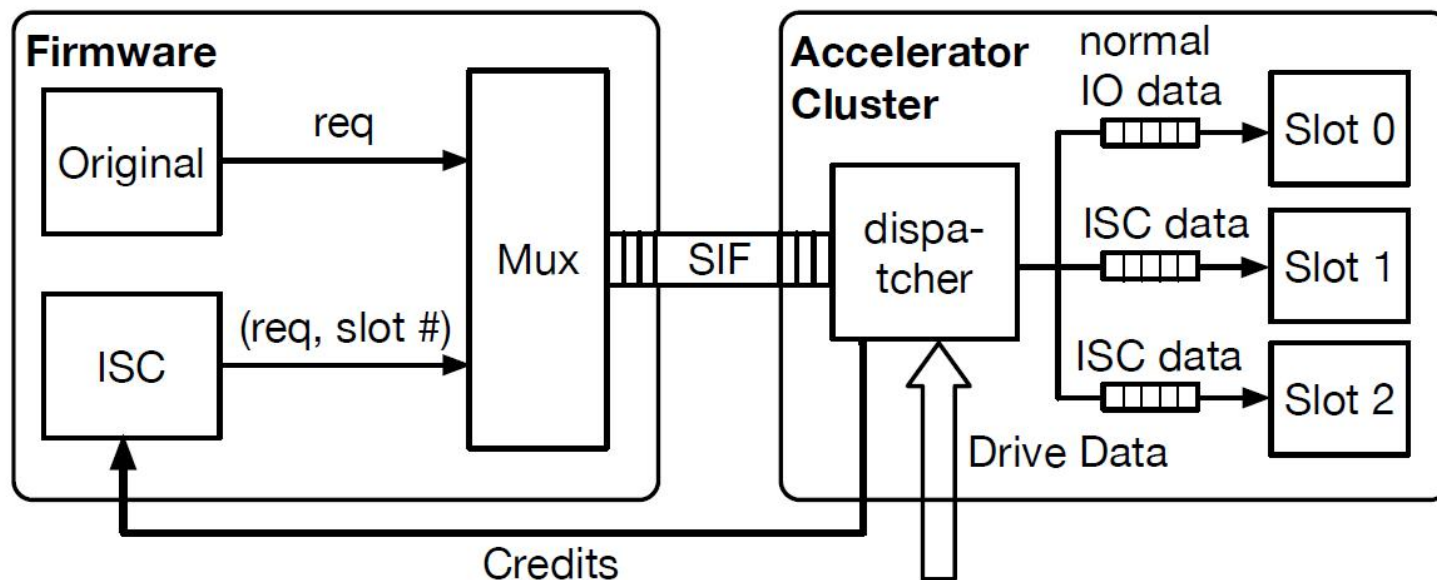 Firmware
Original
req
ISC
(req, slot #)
Mux
SIF
Credits
Accelerator
Cluster
dispa-
tcher
Drive Data
normal
IO data
Slot 0
ISC data
Slot 1
ISC data
Slot 2